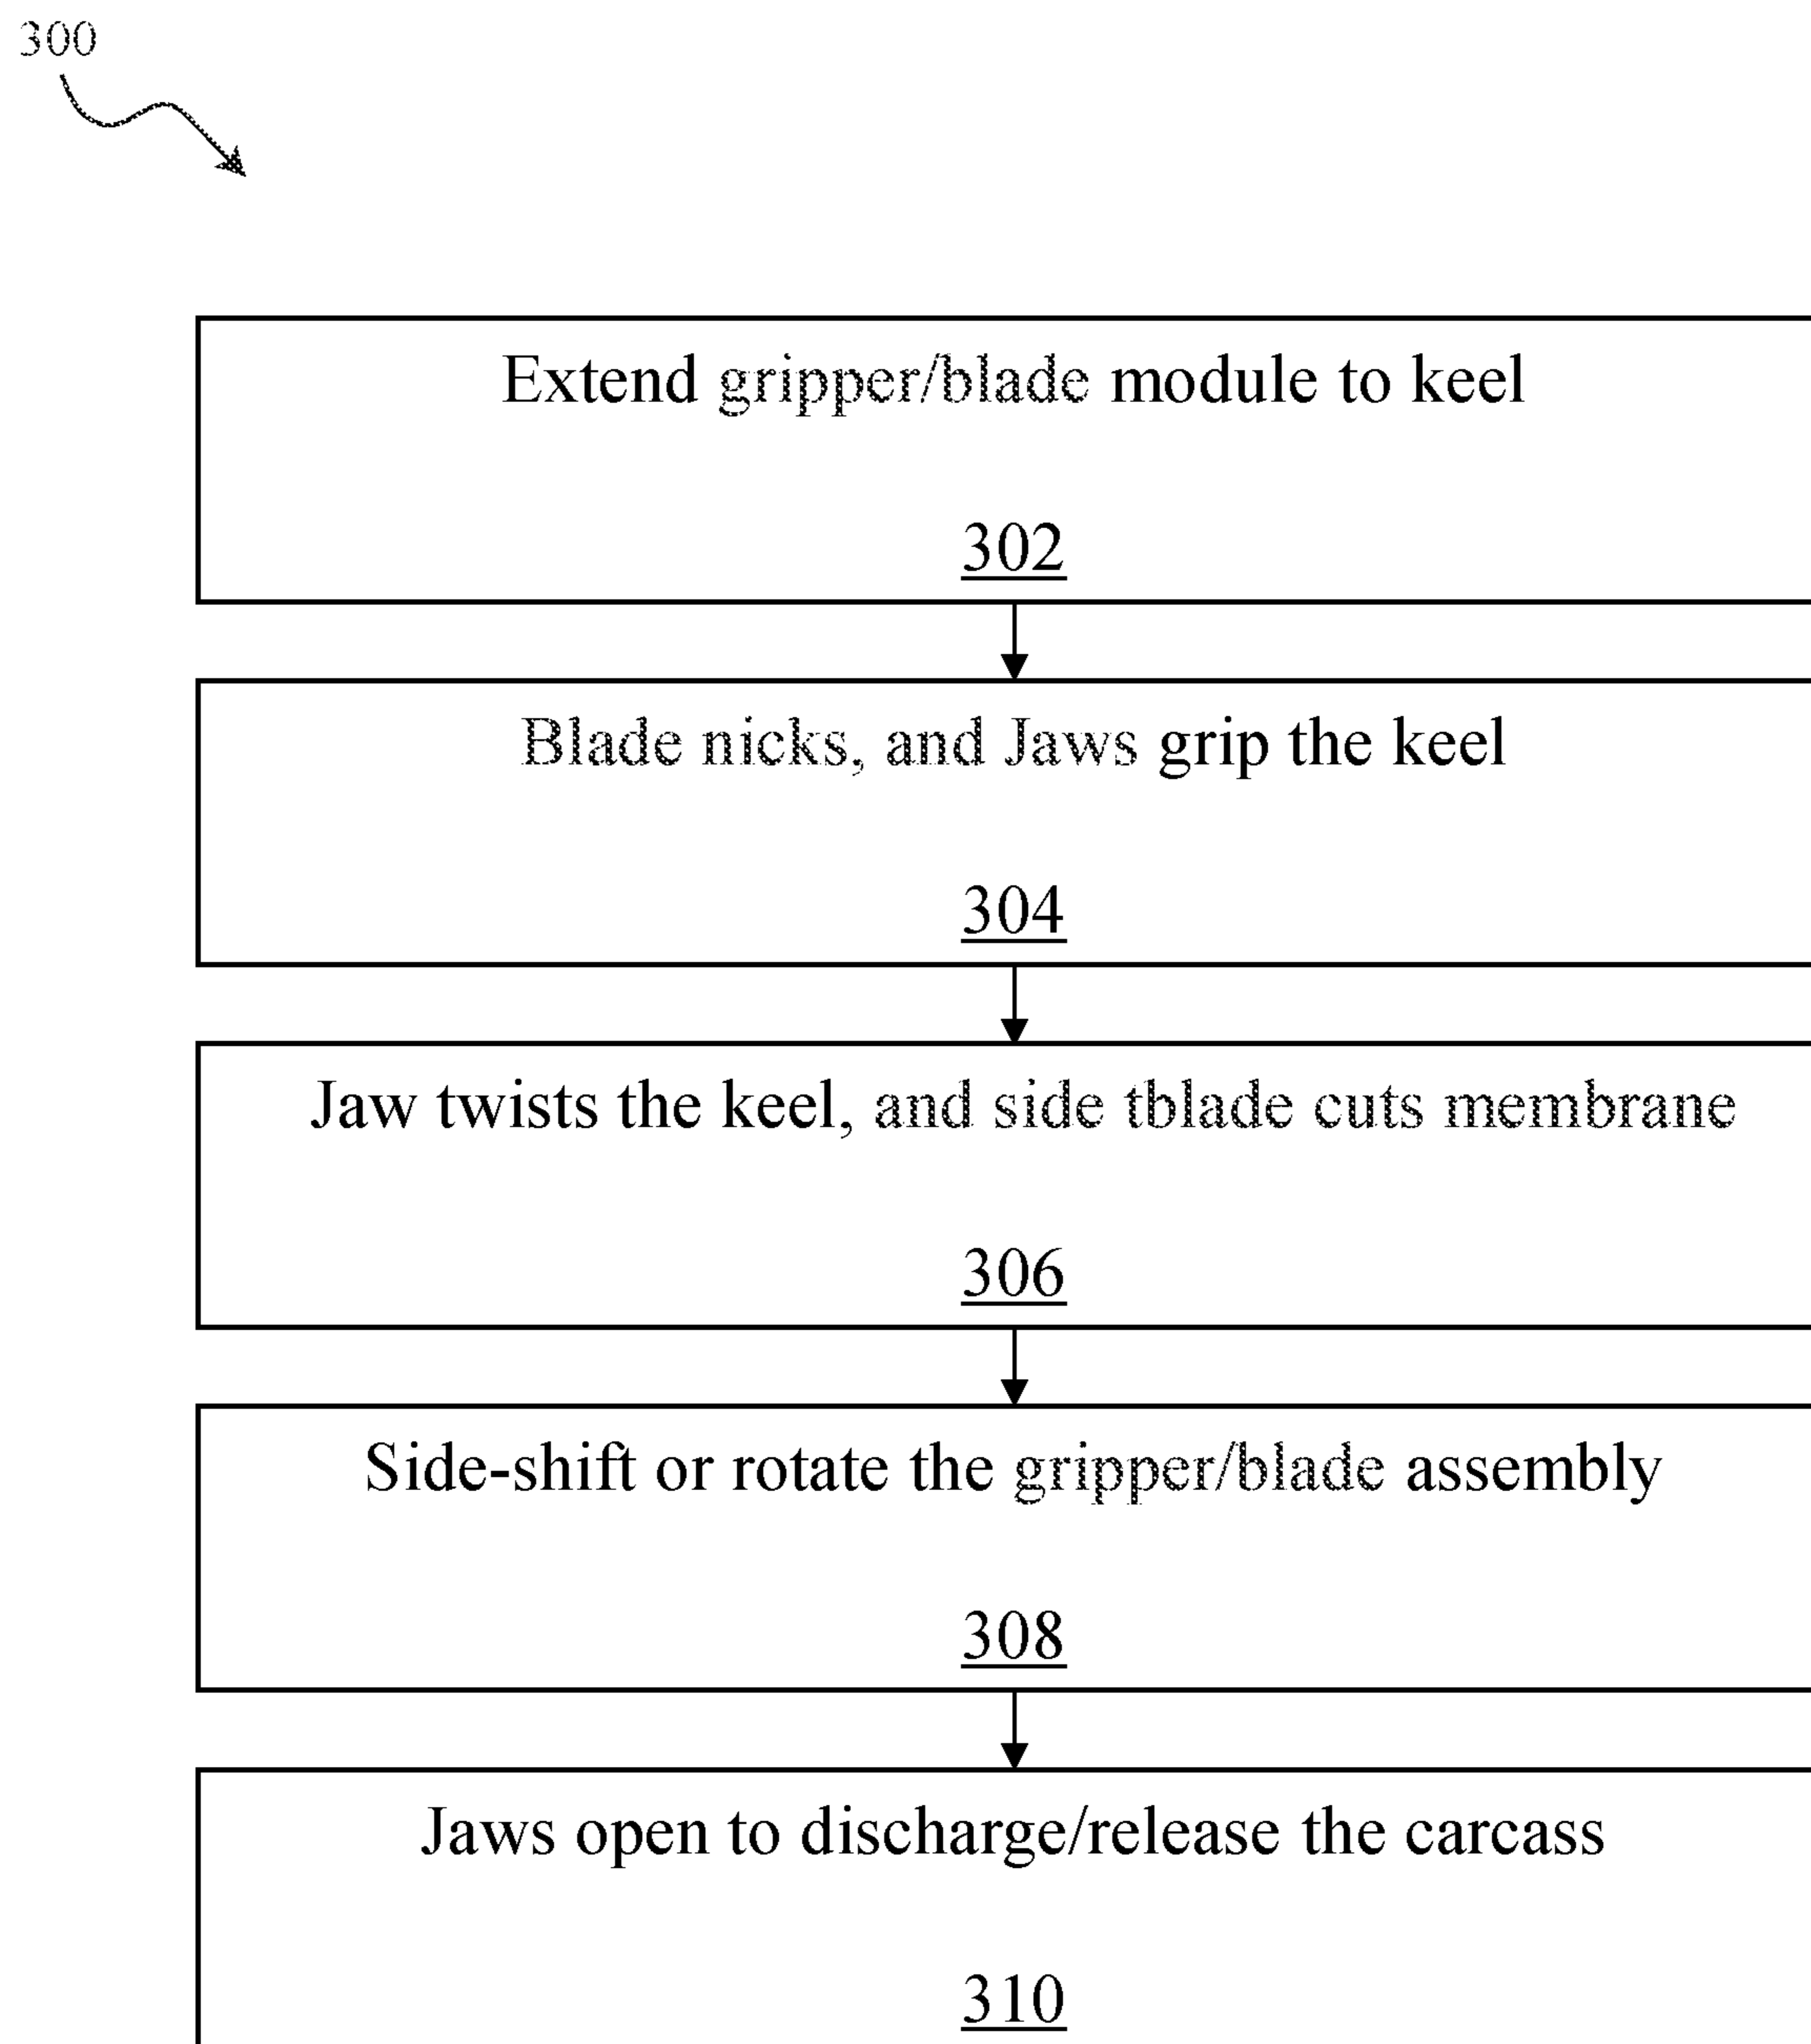 300
Extend gripper/blade module to keel
302
Blade nicks, and Jaws grip the keel
304
Jaw twists the keel, and side tblade cuts membrane
306
Side-shift or rotate the gripper/blade assembly
308
Jaws open to discharge/release the carcass
310